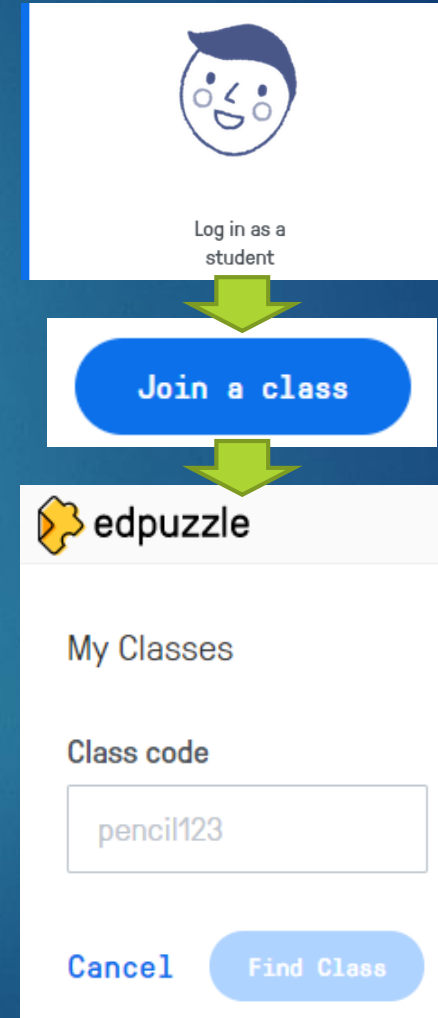 Log in as a
student
Join a class
edpuzzle
My Classes
Class code
pencil123
Cancel Find Class